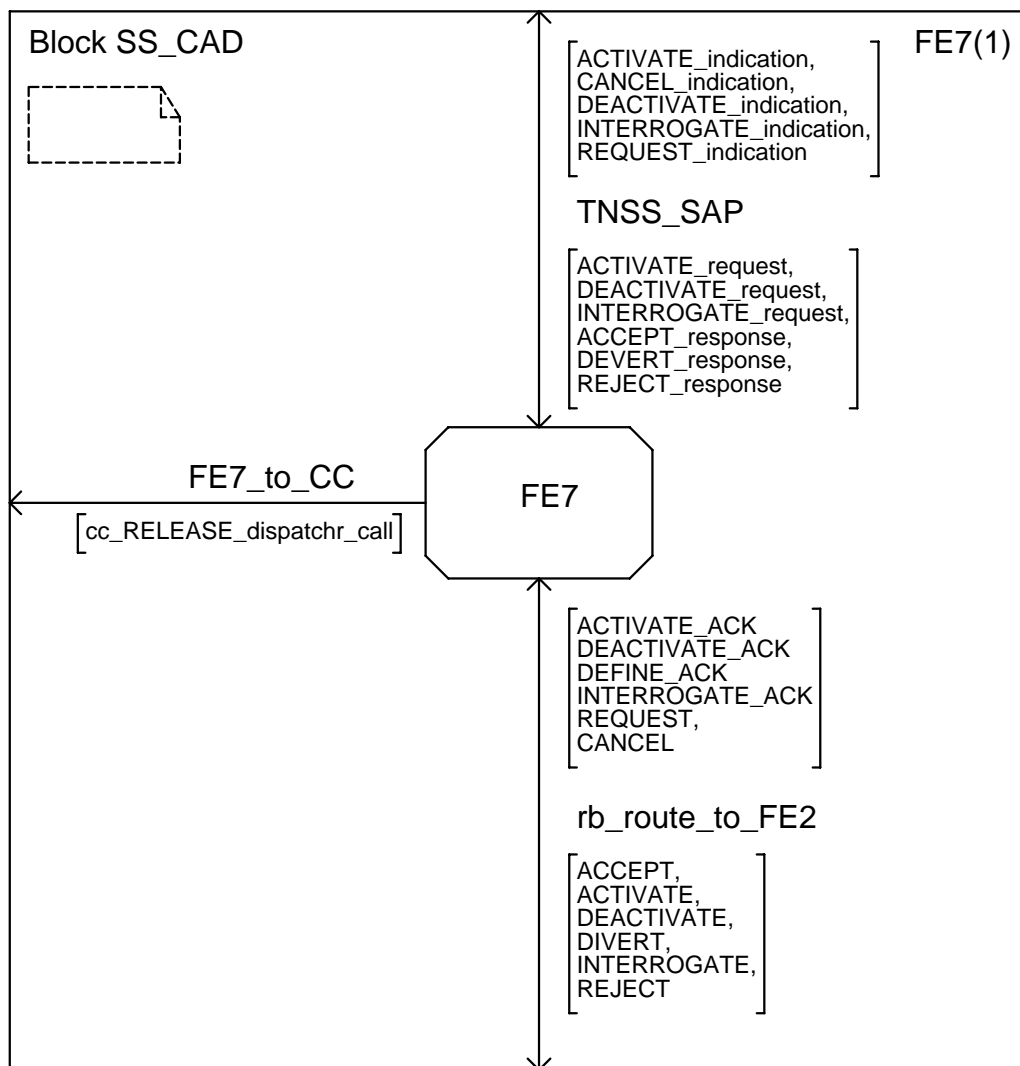 Block SS_CAD
FE7(1)
ACTIVATE_indication,
CANCEL_indication,
DEACTIVATE_indication,
INTERROGATE_indication,
REQUEST_indication
TNSS_SAP
ACTIVATE_request,
DEACTIVATE_request,
INTERROGATE_request,
ACCEPT_response,
DEVERT_response,
REJECT_response
FE7_to_CC
cc_RELEASE_dispatchr_call
FE7
ACTIVATE_ACK
DEACTIVATE_ACK
DEFINE_ACK
INTERROGATE_ACK
REQUEST,
CANCEL
rb_route_to_FE2
ACCEPT,
ACTIVATE,
DEACTIVATE,
DIVERT,
INTERROGATE,
REJECT